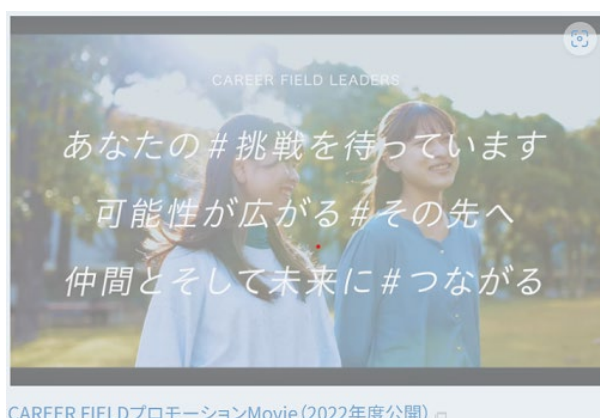 CAREER FIELD LEADERS
あなたの#挑戦を待っています
可能性が広がる#その先へ
仲間とそして未来に#つながる
CAREER FIELDプロモーションMovie(2022年度公開)